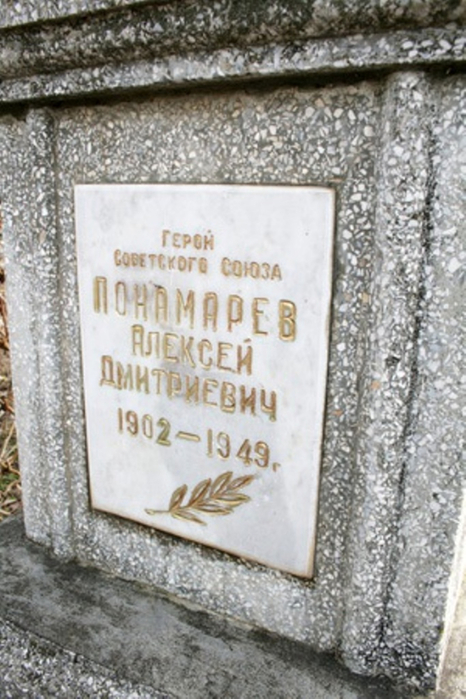 ГЕРОЙ
СОВЕТСКОГО СОЮЗА
ПОНАМАРЕВ
АЛЕКСЕЙ
ДМИТРИЕВИЧ
1902-1949г.